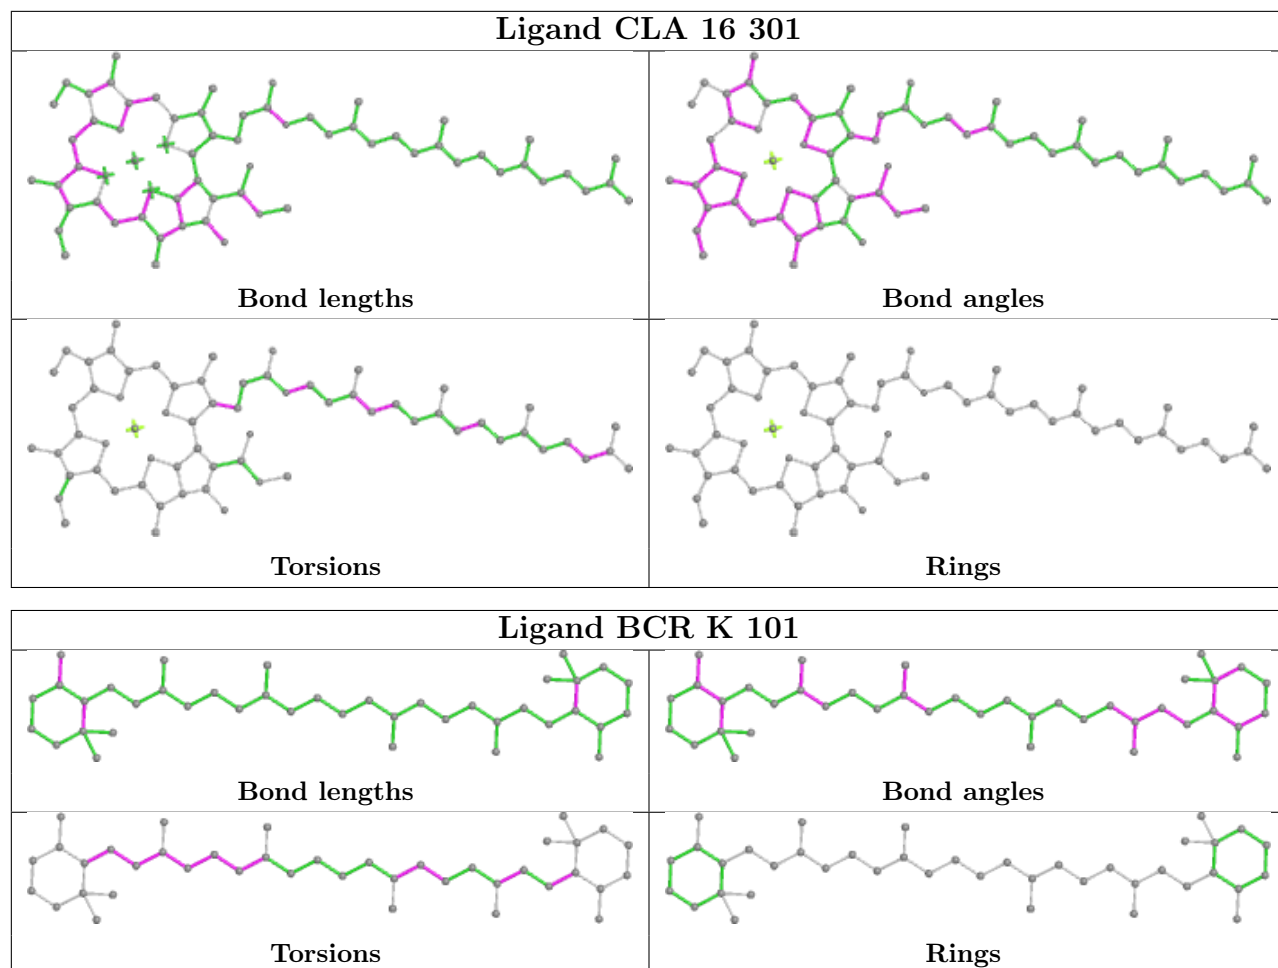 Ligand CLA 16 301
Bond lengths
Bond angles
Torsions
Rings
Ligand BCR K 101
Bond lengths
Bond angles
Torsions
Rings